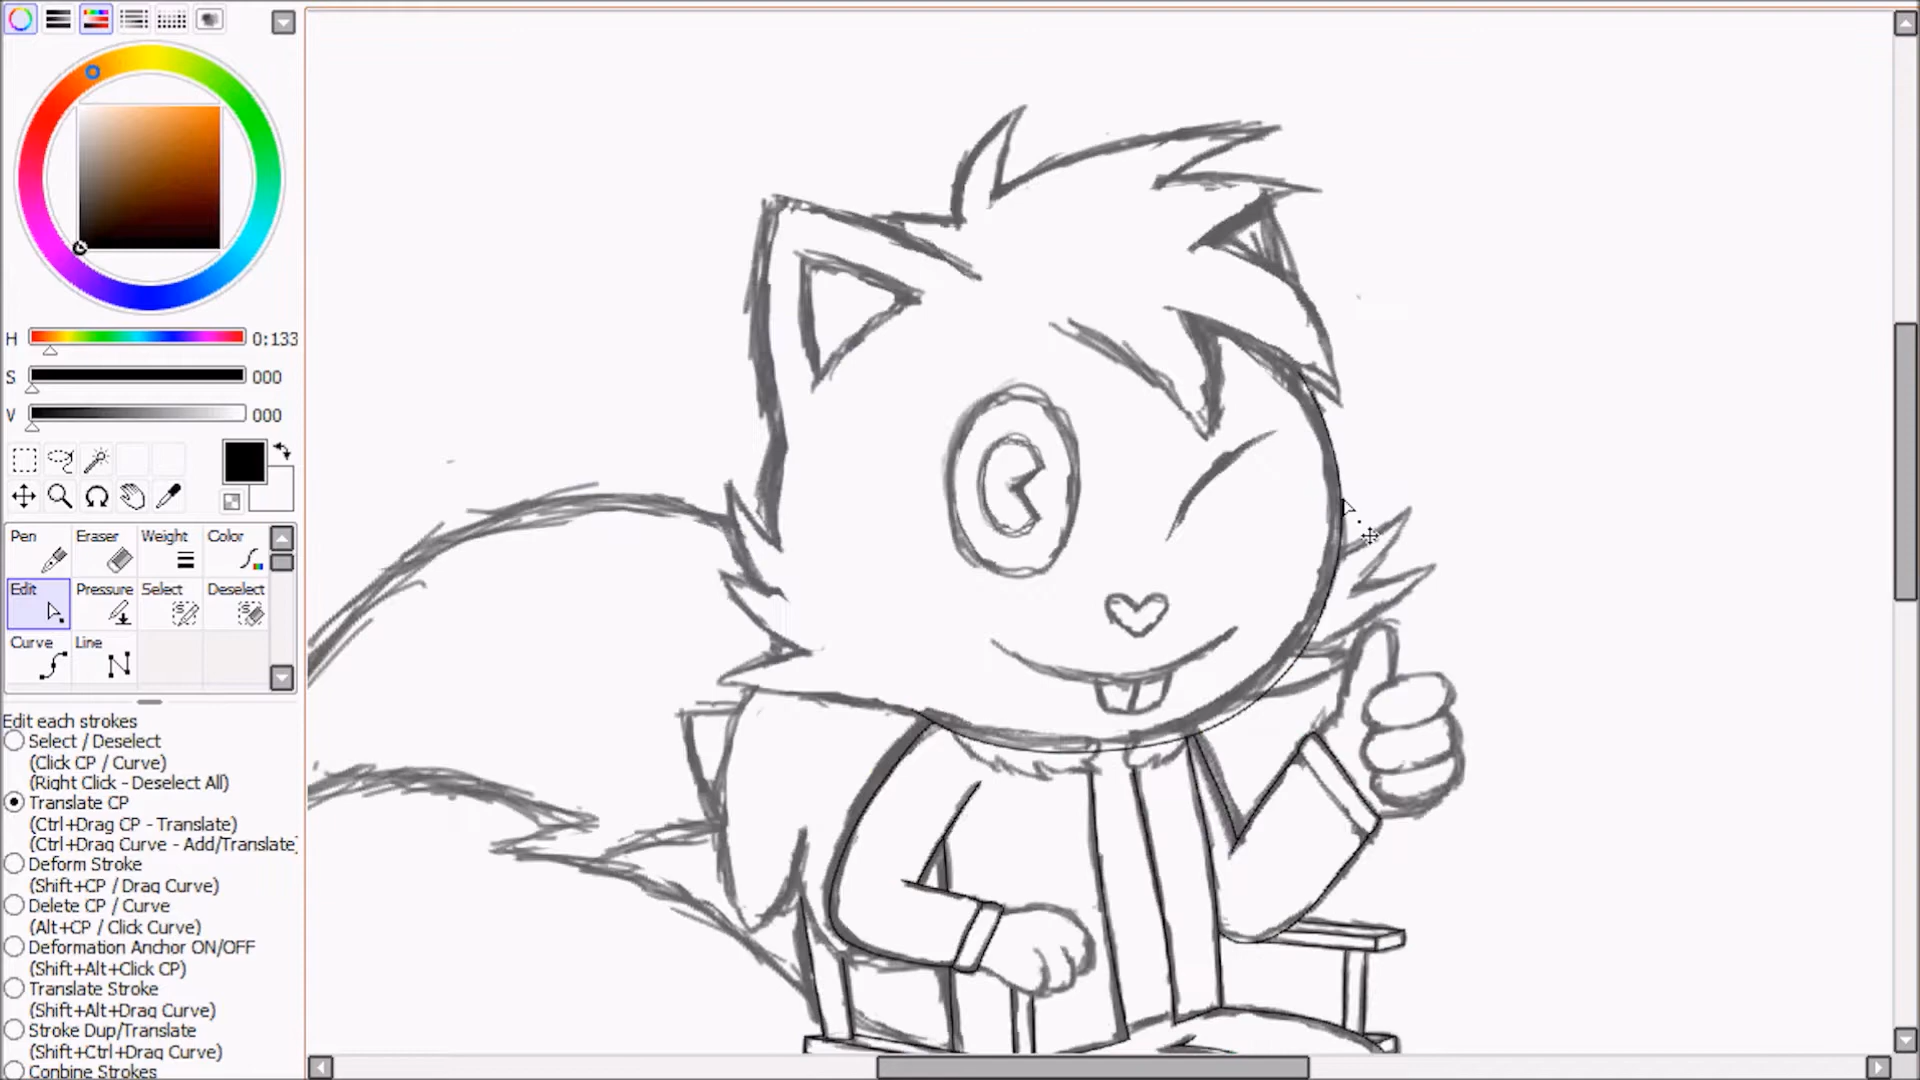 H 0:133
S 000
V 000
Pen Eraser Weight Color
Edit Pressure Select Deselect
Curve Line
Edit each strokes
Select / Deselect
(Click CP / Curve)
(Right Click - Deselect All)
Translate CP
(Ctrl+Drag CP - Translate)
(Ctrl+Drag Curve - Add/Translate)
Deform Stroke
(Shift+CP / Drag Curve)
Delete CP / Curve
(Alt+CP / Click Curve)
Deformation Anchor ON/OFF
(Shift+Alt+Click CP)
Translate Stroke
(Shift+Alt+Drag Curve)
Stroke Dup/Translate
(Shift+Ctrl+Drag Curve)
Conbine Strokes